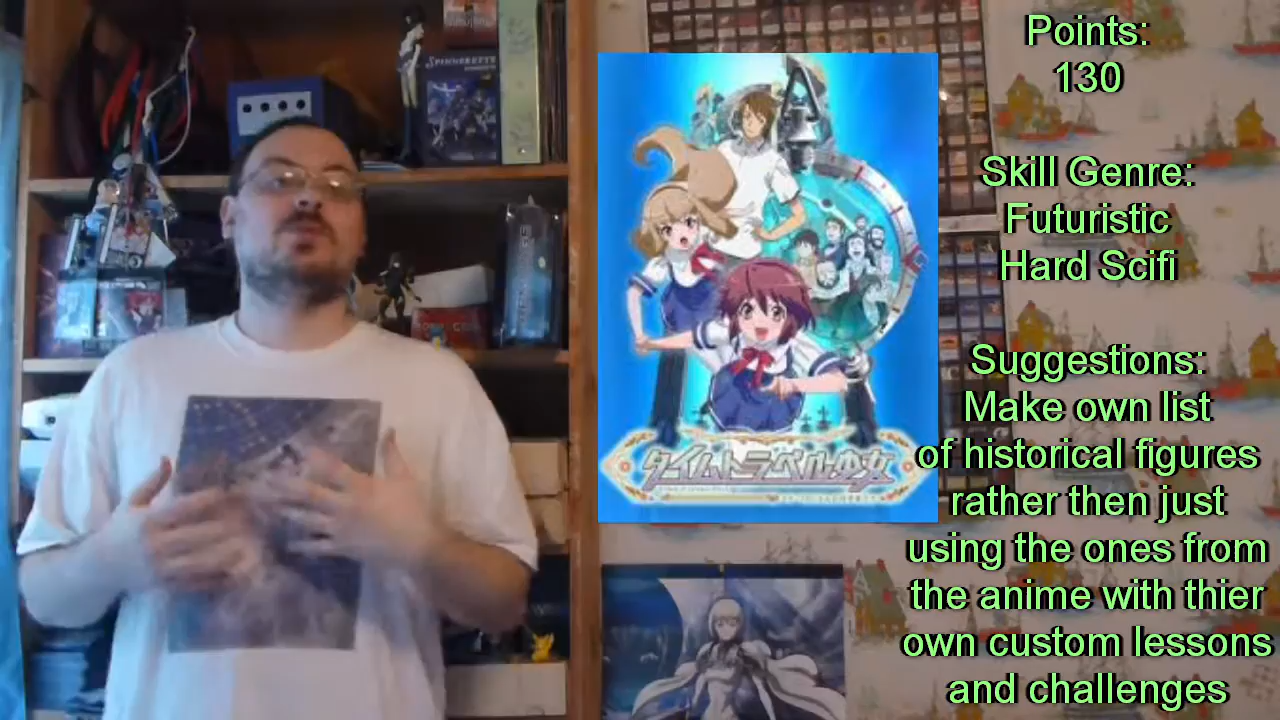 SPINNERETTE
Points:
130
Skill Genre:
Futuristic
Hard Scifi
Suggestions:
Make own list
of historical figures
rather then just
using the ones from
the anime with thier
own custom lessons
and challenges
タイムトラベル少女